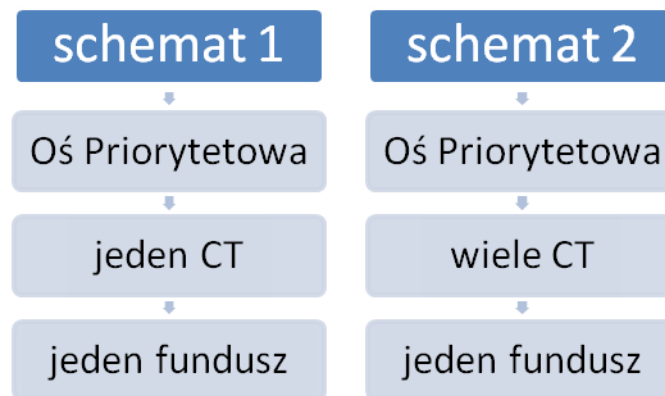 schemat 1
Oś Priorytetowa
jeden CT
jeden fundusz
schemat 2
Oś Priorytetowa
wiele CT
jeden fundusz